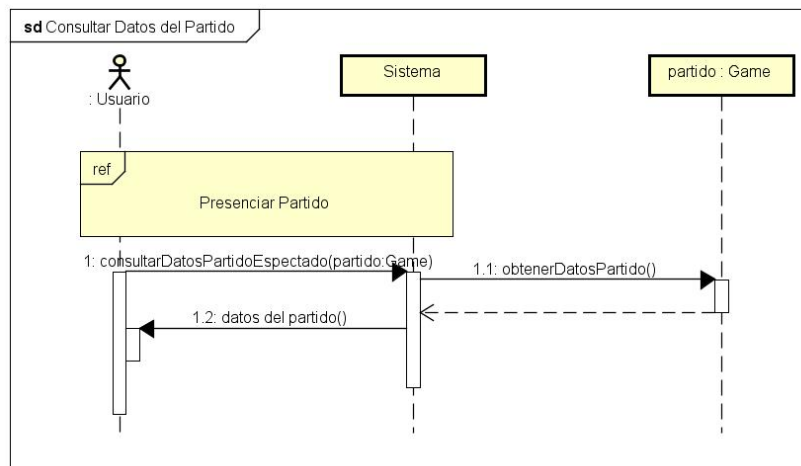 sd Consultar Datos del Partido
: Usuario
Sistema
partido : Game
ref
Presenciar Partido
1: consultarDatosPartidoEspectado(partido:Game)
1.1: obtenerDatosPartido()
1.2: datos del partido()